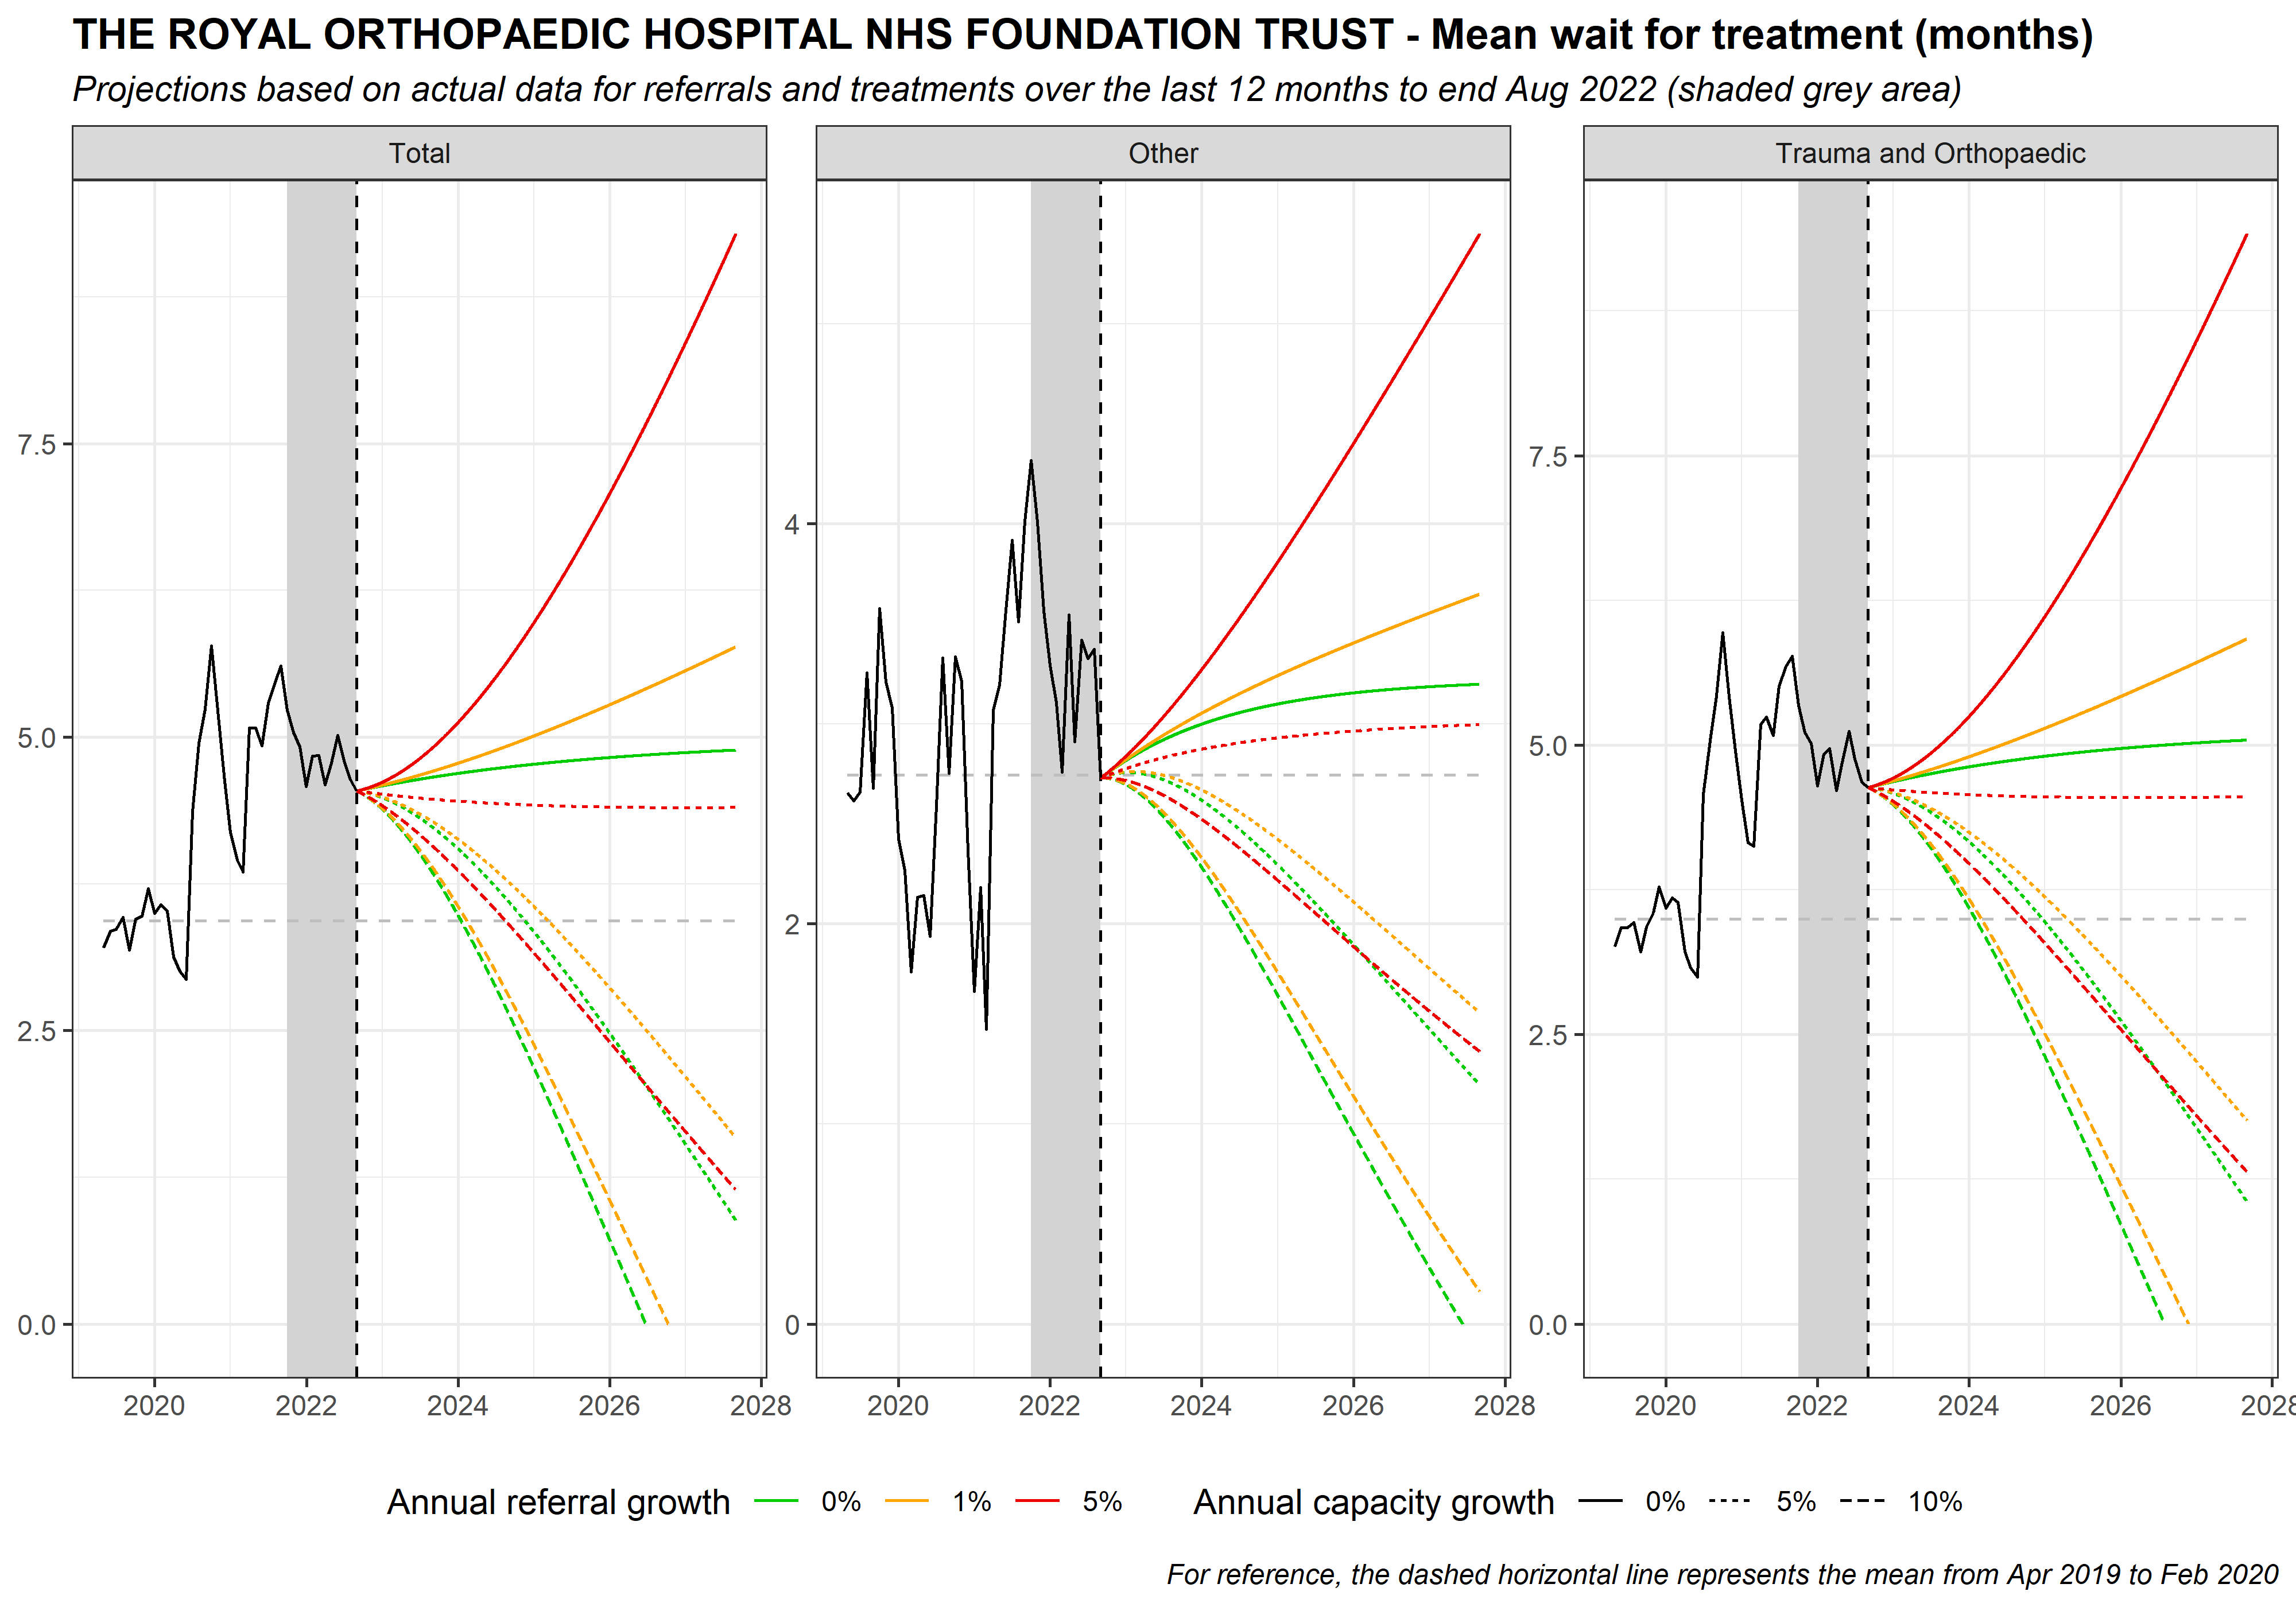 THE ROYAL ORTHOPAEDIC HOSPITAL NHS FOUNDATION TRUST - Mean wait for treatment (months)
Projections based on actual data for referrals and treatments over the last 12 months to end Aug 2022 (shaded grey area)
Total
Other
Trauma and Orthopaedic
7.5
5.0
2.5
0.0
4
2
0
7.5
5.0
2.5
0.0
2020 2022 2024 2026 2028
2020 2022 2024 2026 2028
2020 2022 2024 2026 2028
Annual referral growth 0% 1% 5% Annual capacity growth 0% 5% 10%
For reference, the dashed horizontal line represents the mean from Apr 2019 to Feb 2020